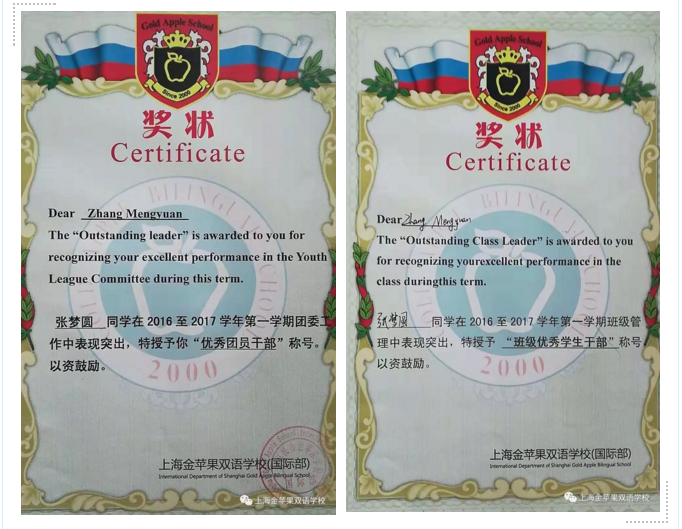 Gold Apple School
Since 2000
奖状
Certificate
Dear Zhang Mengyuan
The “Outstanding leader” is awarded to you for
recognizing your excellent performance in the Youth
League Committee during this term.
张梦圆 同学在 2016 至 2017 学年第一学期团委工
作中表现突出，特授予你“优秀团员干部”称号。
以资鼓励。
2000
上海金苹果双语学校(国际部)
International Department of Shanghai Gold Apple Bilingual School
上海金苹果双语学校
Gold Apple School
Since 2000
奖状
Certificate
Dear Zhang Mengyuan
The “Outstanding Class Leader” is awarded to you
for recognizing yourexcellent performance in the
class duringthis term.
张梦圆 同学在 2016 至 2017 学年第一学期班级管
理中表现突出，特授予 “班级优秀学生干部”称号
以资鼓励。
2000
上海金苹果双语学校(国际部)
International Department of Shanghai Gold Apple Bilingual School
上海金苹果双语学校